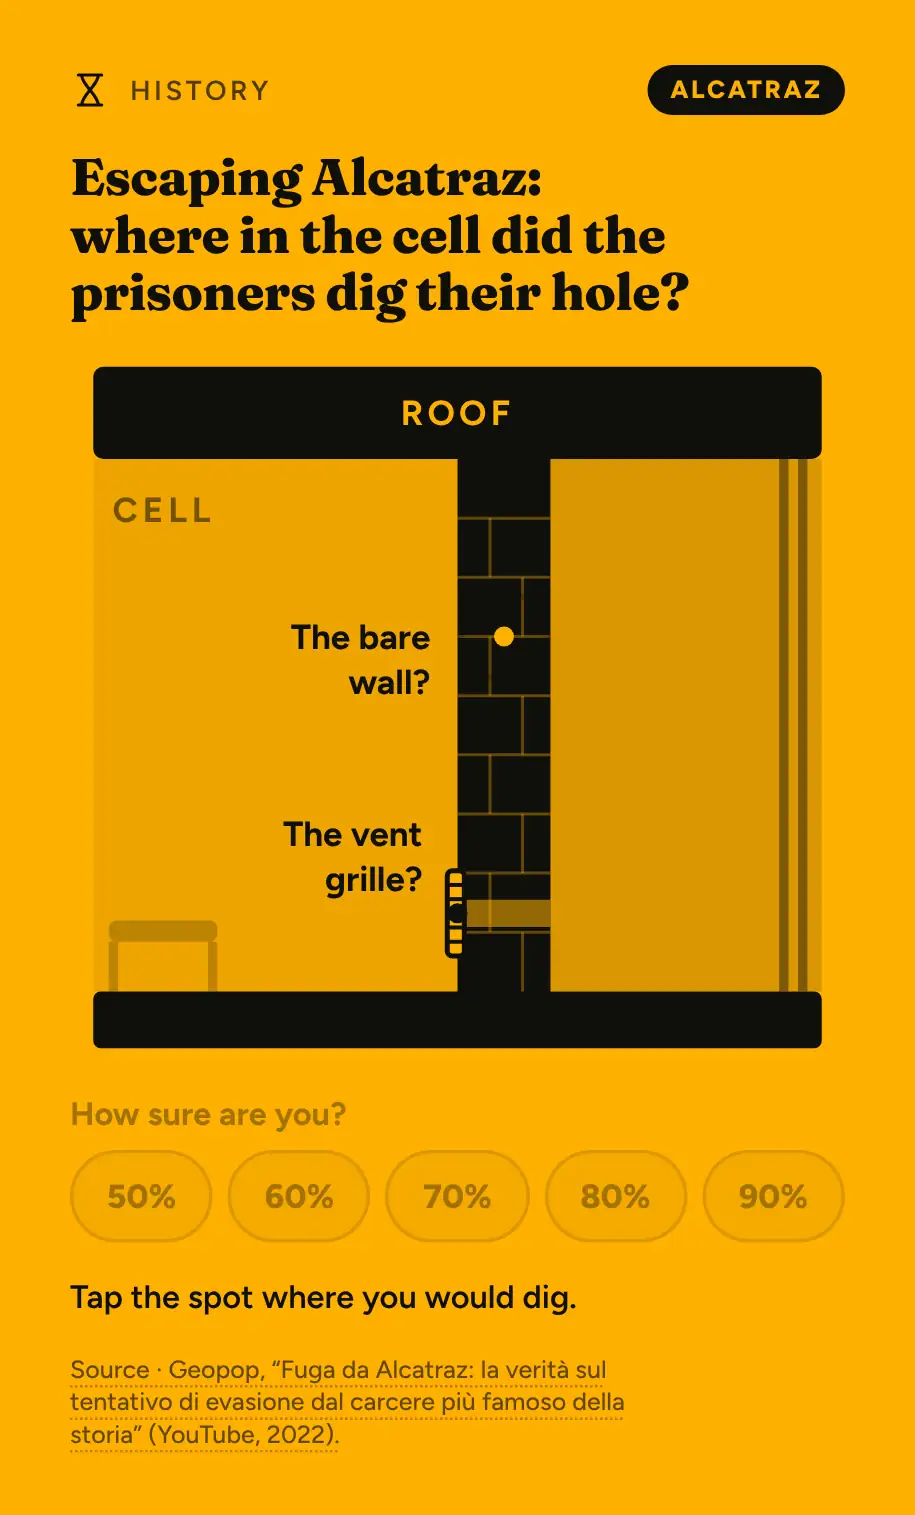 HISTORY
ALCATRAZ
Escaping Alcatraz:
where in the cell did the
prisoners dig their hole?
ROOF
CELL
The bare
wall?
The vent
grille?
How sure are you?
50%
60%
70%
80%
90%
Tap the spot where you would dig.
Source · Geopop, “Fuga da Alcatraz: la verità sul
tentativo di evasione dal carcere più famoso della
storia” (YouTube, 2022).